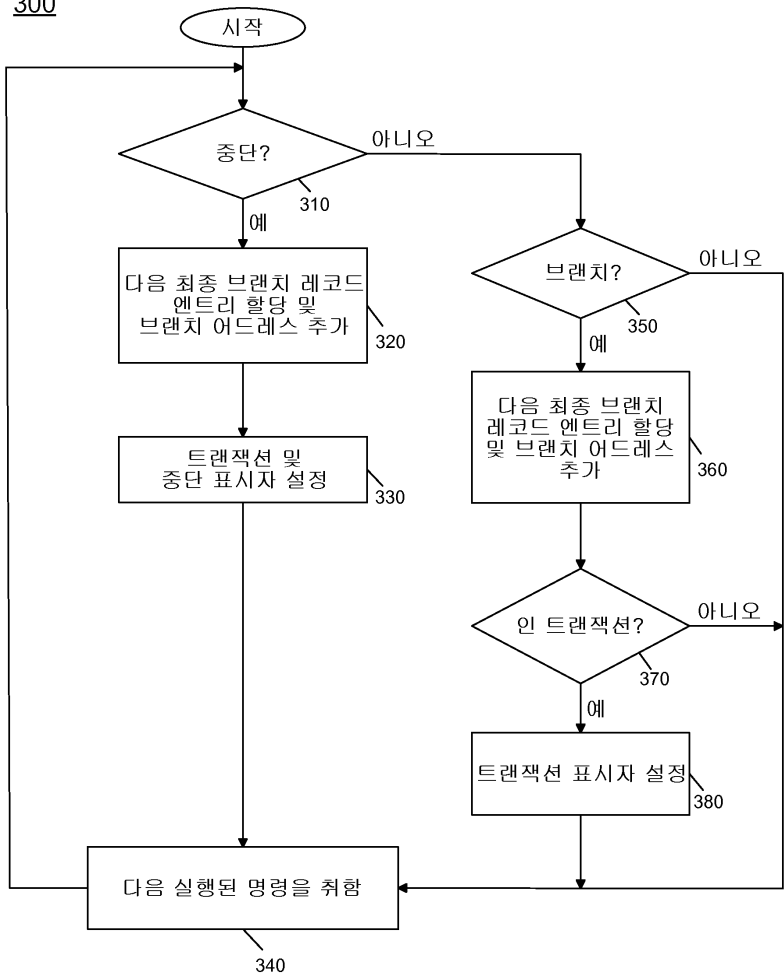 300
시작
중단?
아니오
310
예
다음 최종 브랜치 레코드
엔트리 할당 및
브랜치 어드레스 추가
320
트랜잭션 및
중단 표시자 설정
330
브랜치?
아니오
350
예
다음 최종 브랜치
레코드 엔트리 할당
및 브랜치 어드레스
추가
360
인 트랜잭션?
아니오
370
예
트랜잭션 표시자 설정
380
다음 실행된 명령을 취함
340